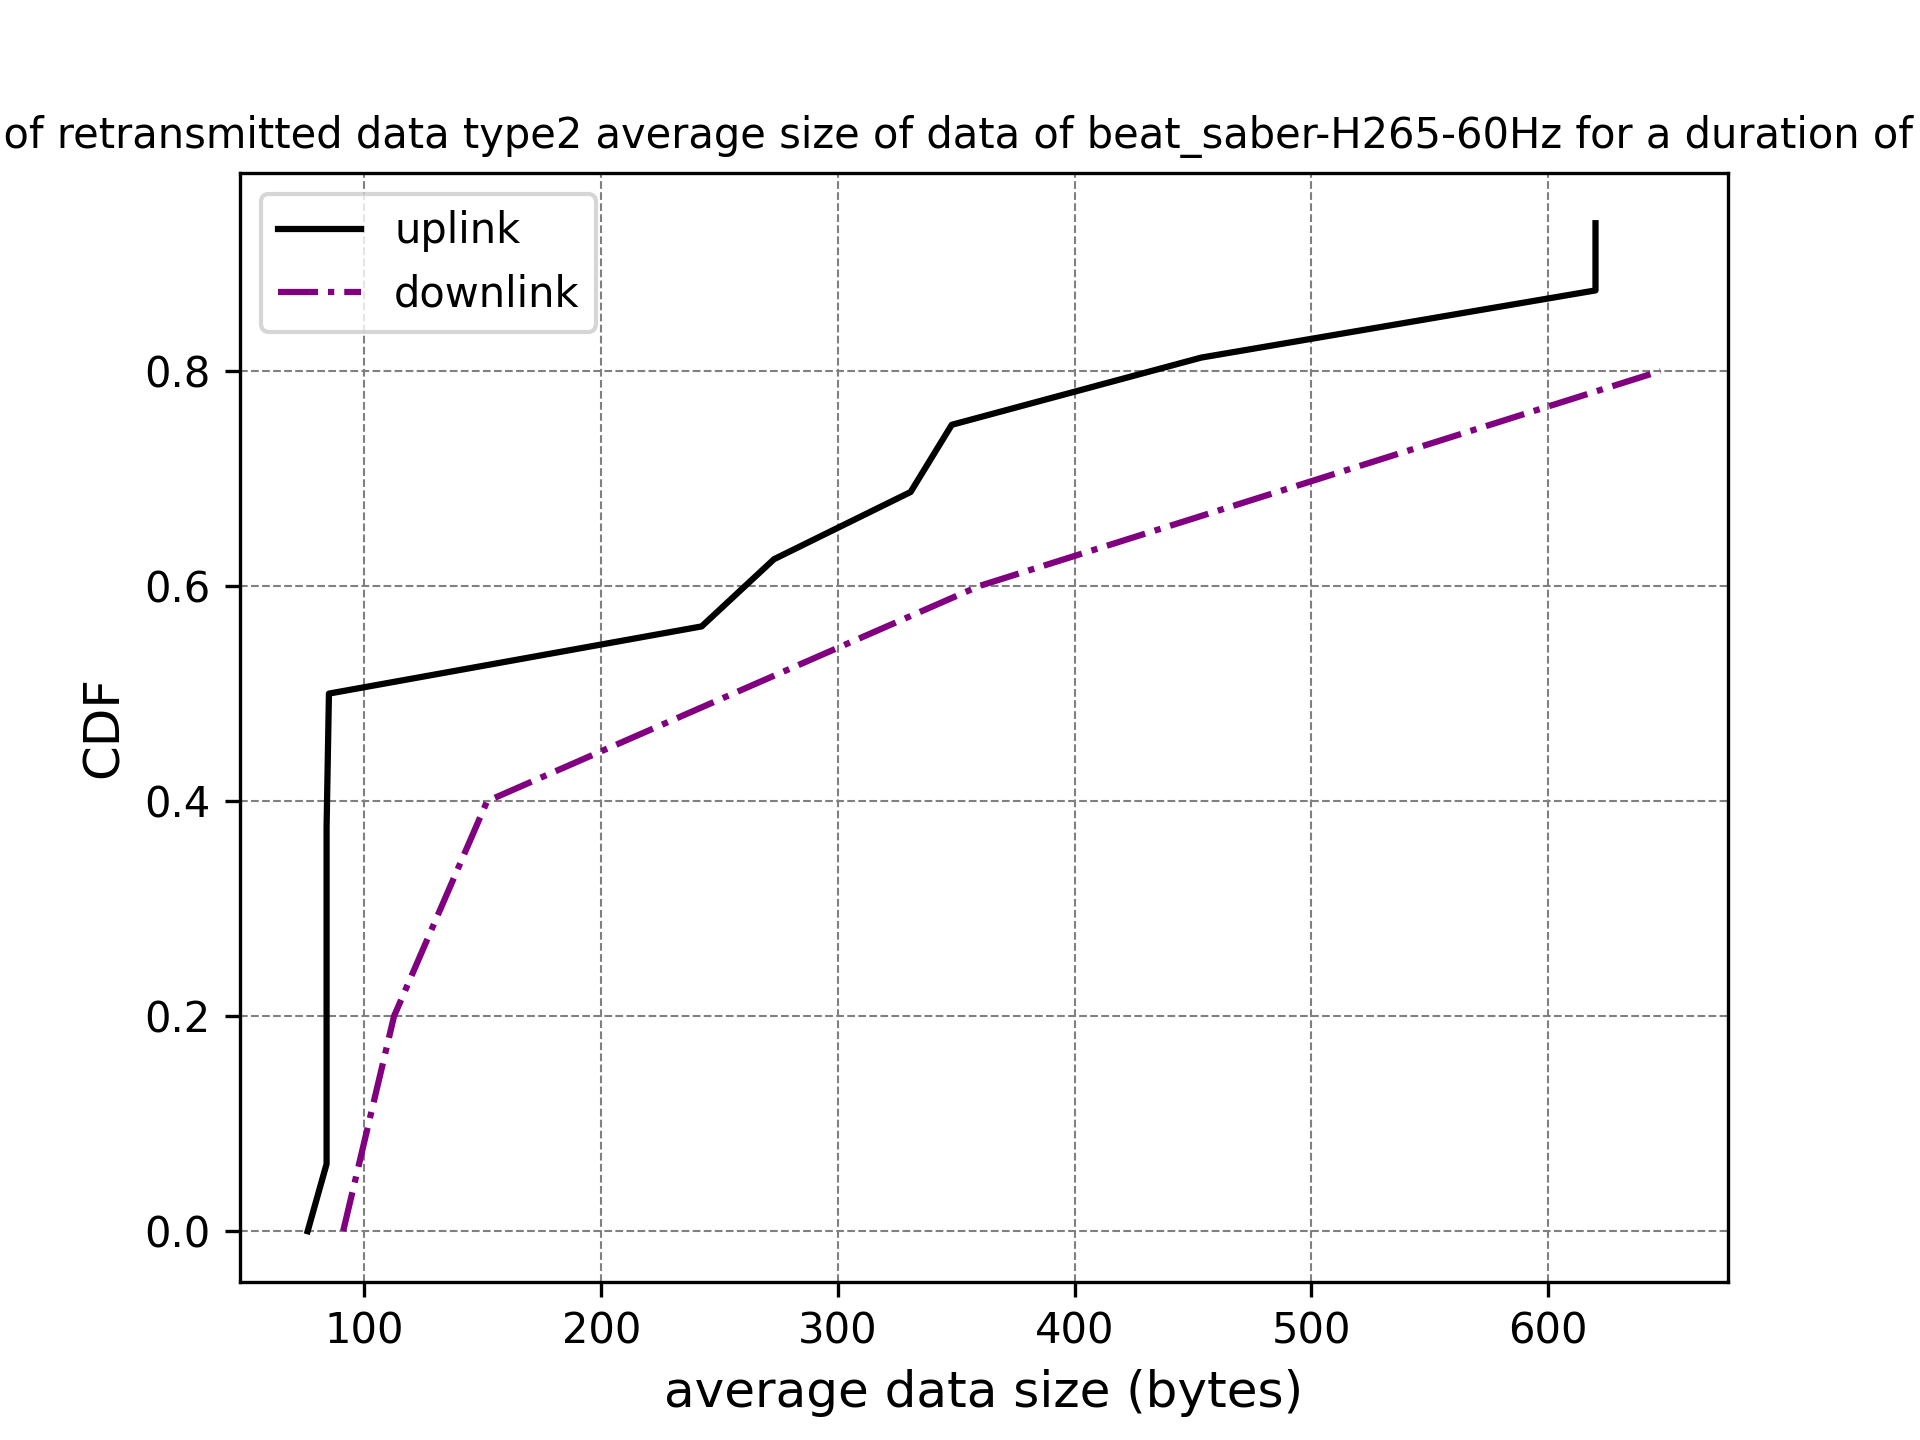 of retransmitted data type2 average size of data of beat_saber-H265-60Hz for a duration of
uplink
downlink
CDF
0.8
0.6
0.4
0.2
0.0
100 200 300 400 500 600
average data size (bytes)